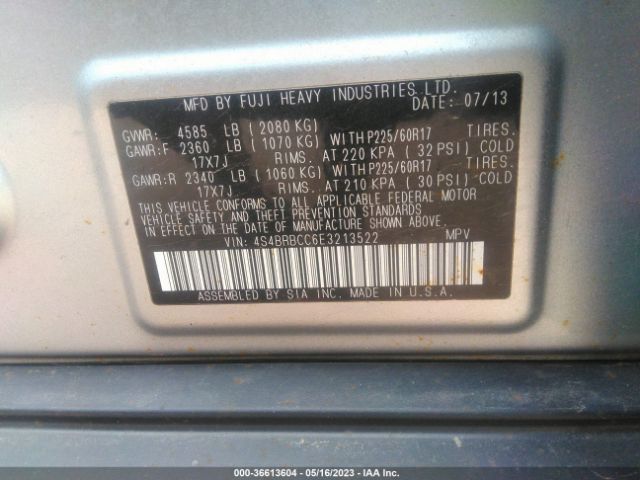 MFD BY FUJI HEAVY INDUSTRIES LTD.
DATE: 07/13
GVWR: 4585 LB (2080 KG)
GAWR:F 2360 LB (1070 KG) WITH P225/60R17 TIRES.
17X7J RIMS. AT 220 KPA (32 PSI) COLD
GAWR:R 2340 LB (1060 KG) WITH P225/60R17 TIRES.
17X7J RIMS. AT 210 KPA (30 PSI) COLD
THIS VEHICLE CONFORMS TO ALL APPLICABLE FEDERAL MOTOR
VEHICLE SAFETY AND THEFT PREVENTION STANDARDS
IN EFFECT ON THE DATE OF MANUFACTURE SHOWN ABOVE.
VIN: 4S4BRBCC6E3213522 MPV
ASSEMBLED BY SIA INC. MADE IN U.S.A.
000-36613604 - 05/16/2023 - IAA Inc.